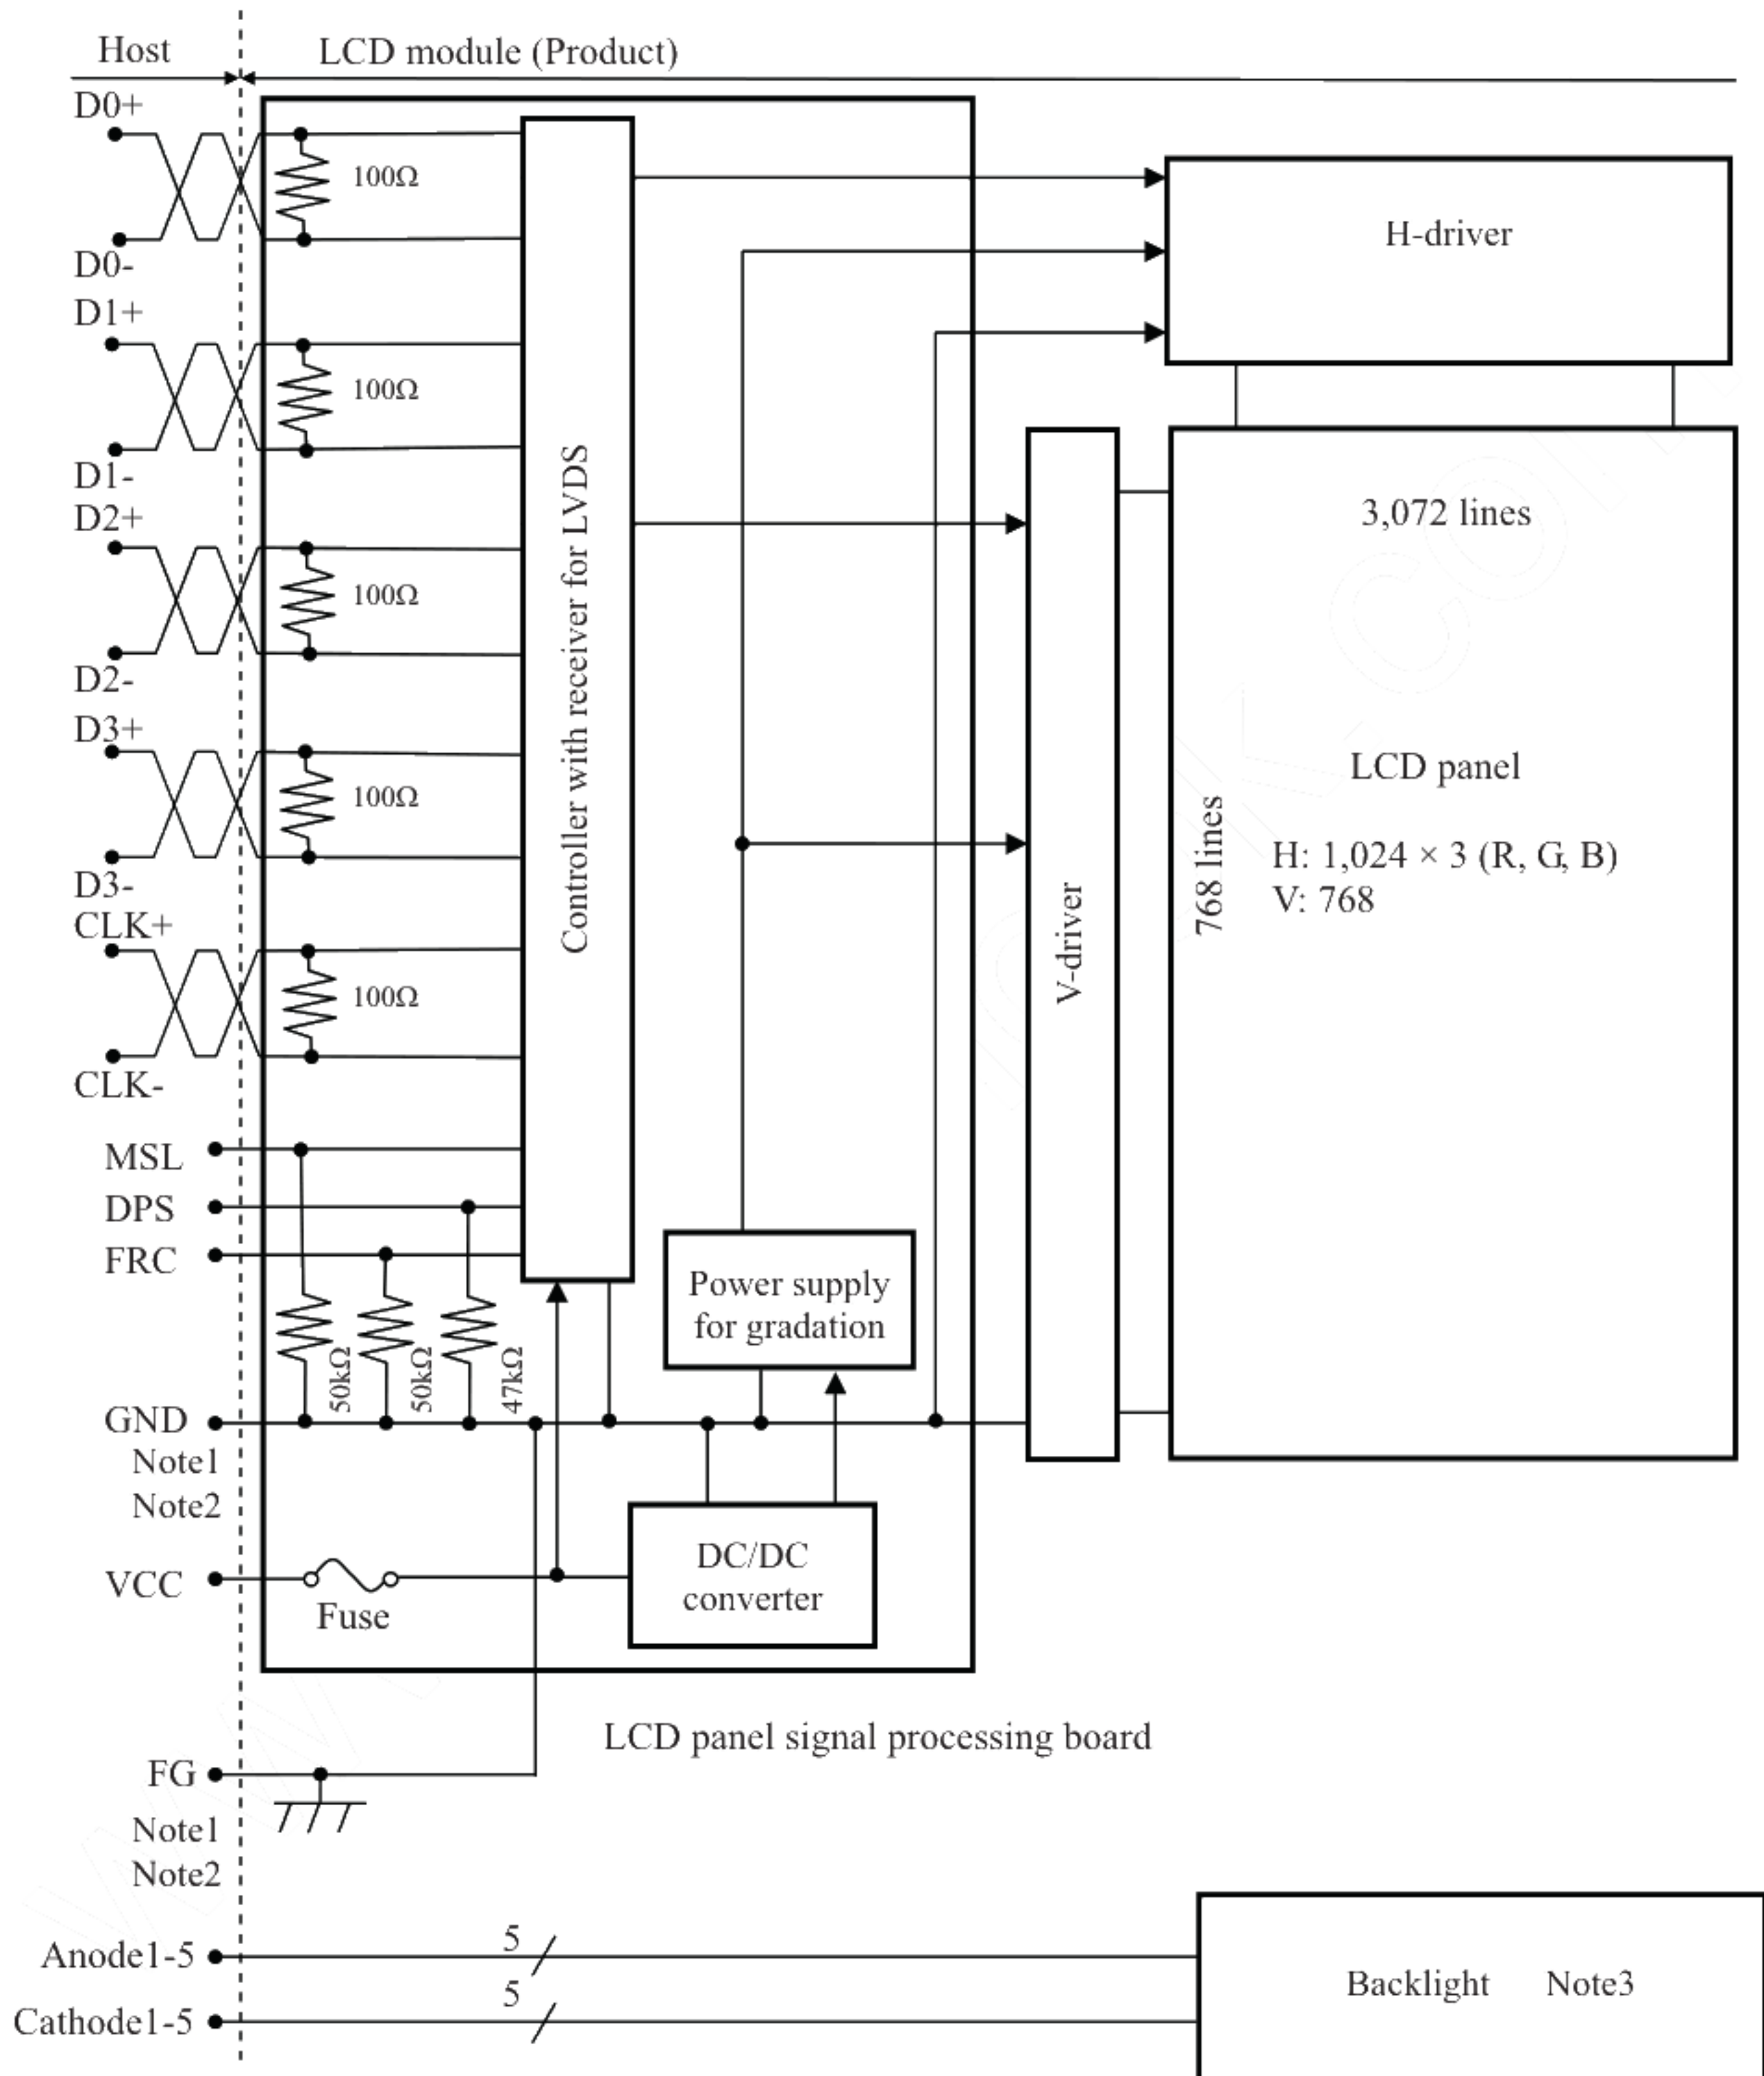 Host
LCD module (Product)
D0+
100Ω
D0-
H-driver
D1+
100Ω
D1-
D2+
100Ω
D2-
D3+
100Ω
D3-
CLK+
100Ω
CLK-
Controller with receiver for LVDS
3,072 lines
LCD panel
768 lines
H: 1,024 × 3 (R, G, B)
V: 768
V-driver
MSL
DPS
FRC
Power supply
for gradation
50kΩ
50kΩ
47kΩ
GND
Note1
Note2
DC/DC
converter
VCC
Fuse
LCD panel signal processing board
FG
Note1
Note2
Anode1-5
5
Cathode1-5
5
Backlight Note3